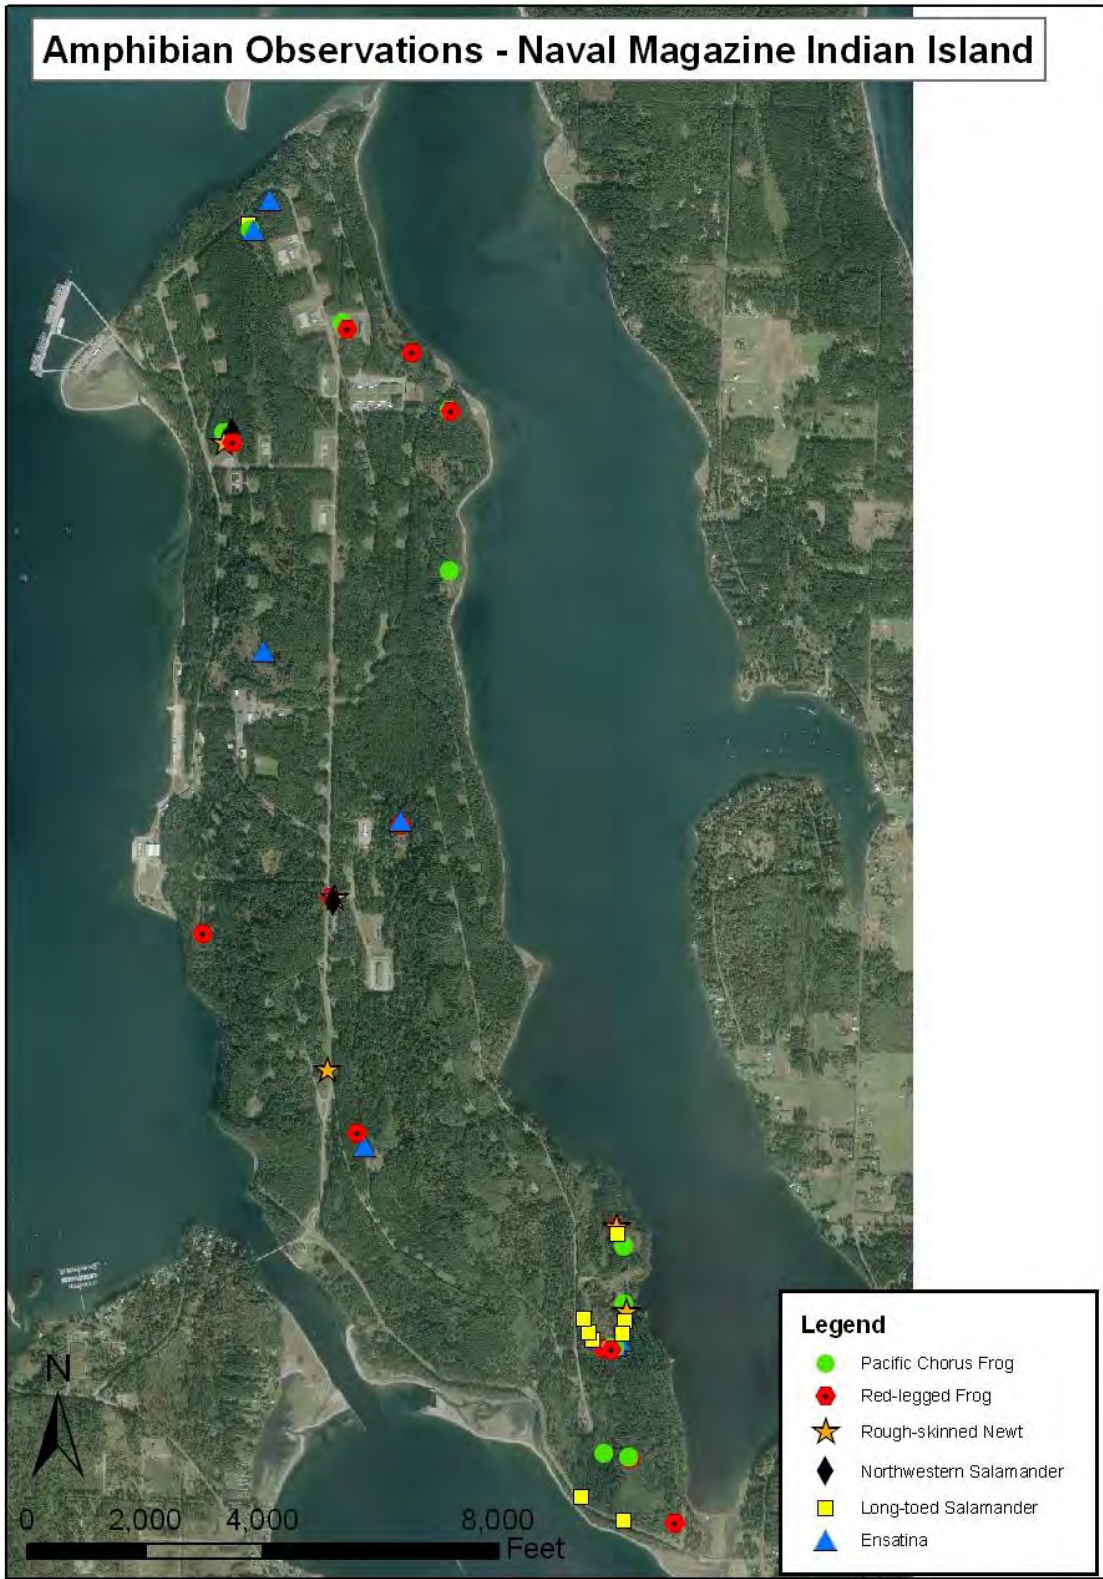 Amphibian Observations - Naval Magazine Indian Island
Legend
Pacific Chorus Frog
Red-legged Frog
Rough-skinned Newt
Northwestern Salamander
Long-toed Salamander
Ensatina
N
0 2,000 4,000 8,000
Feet